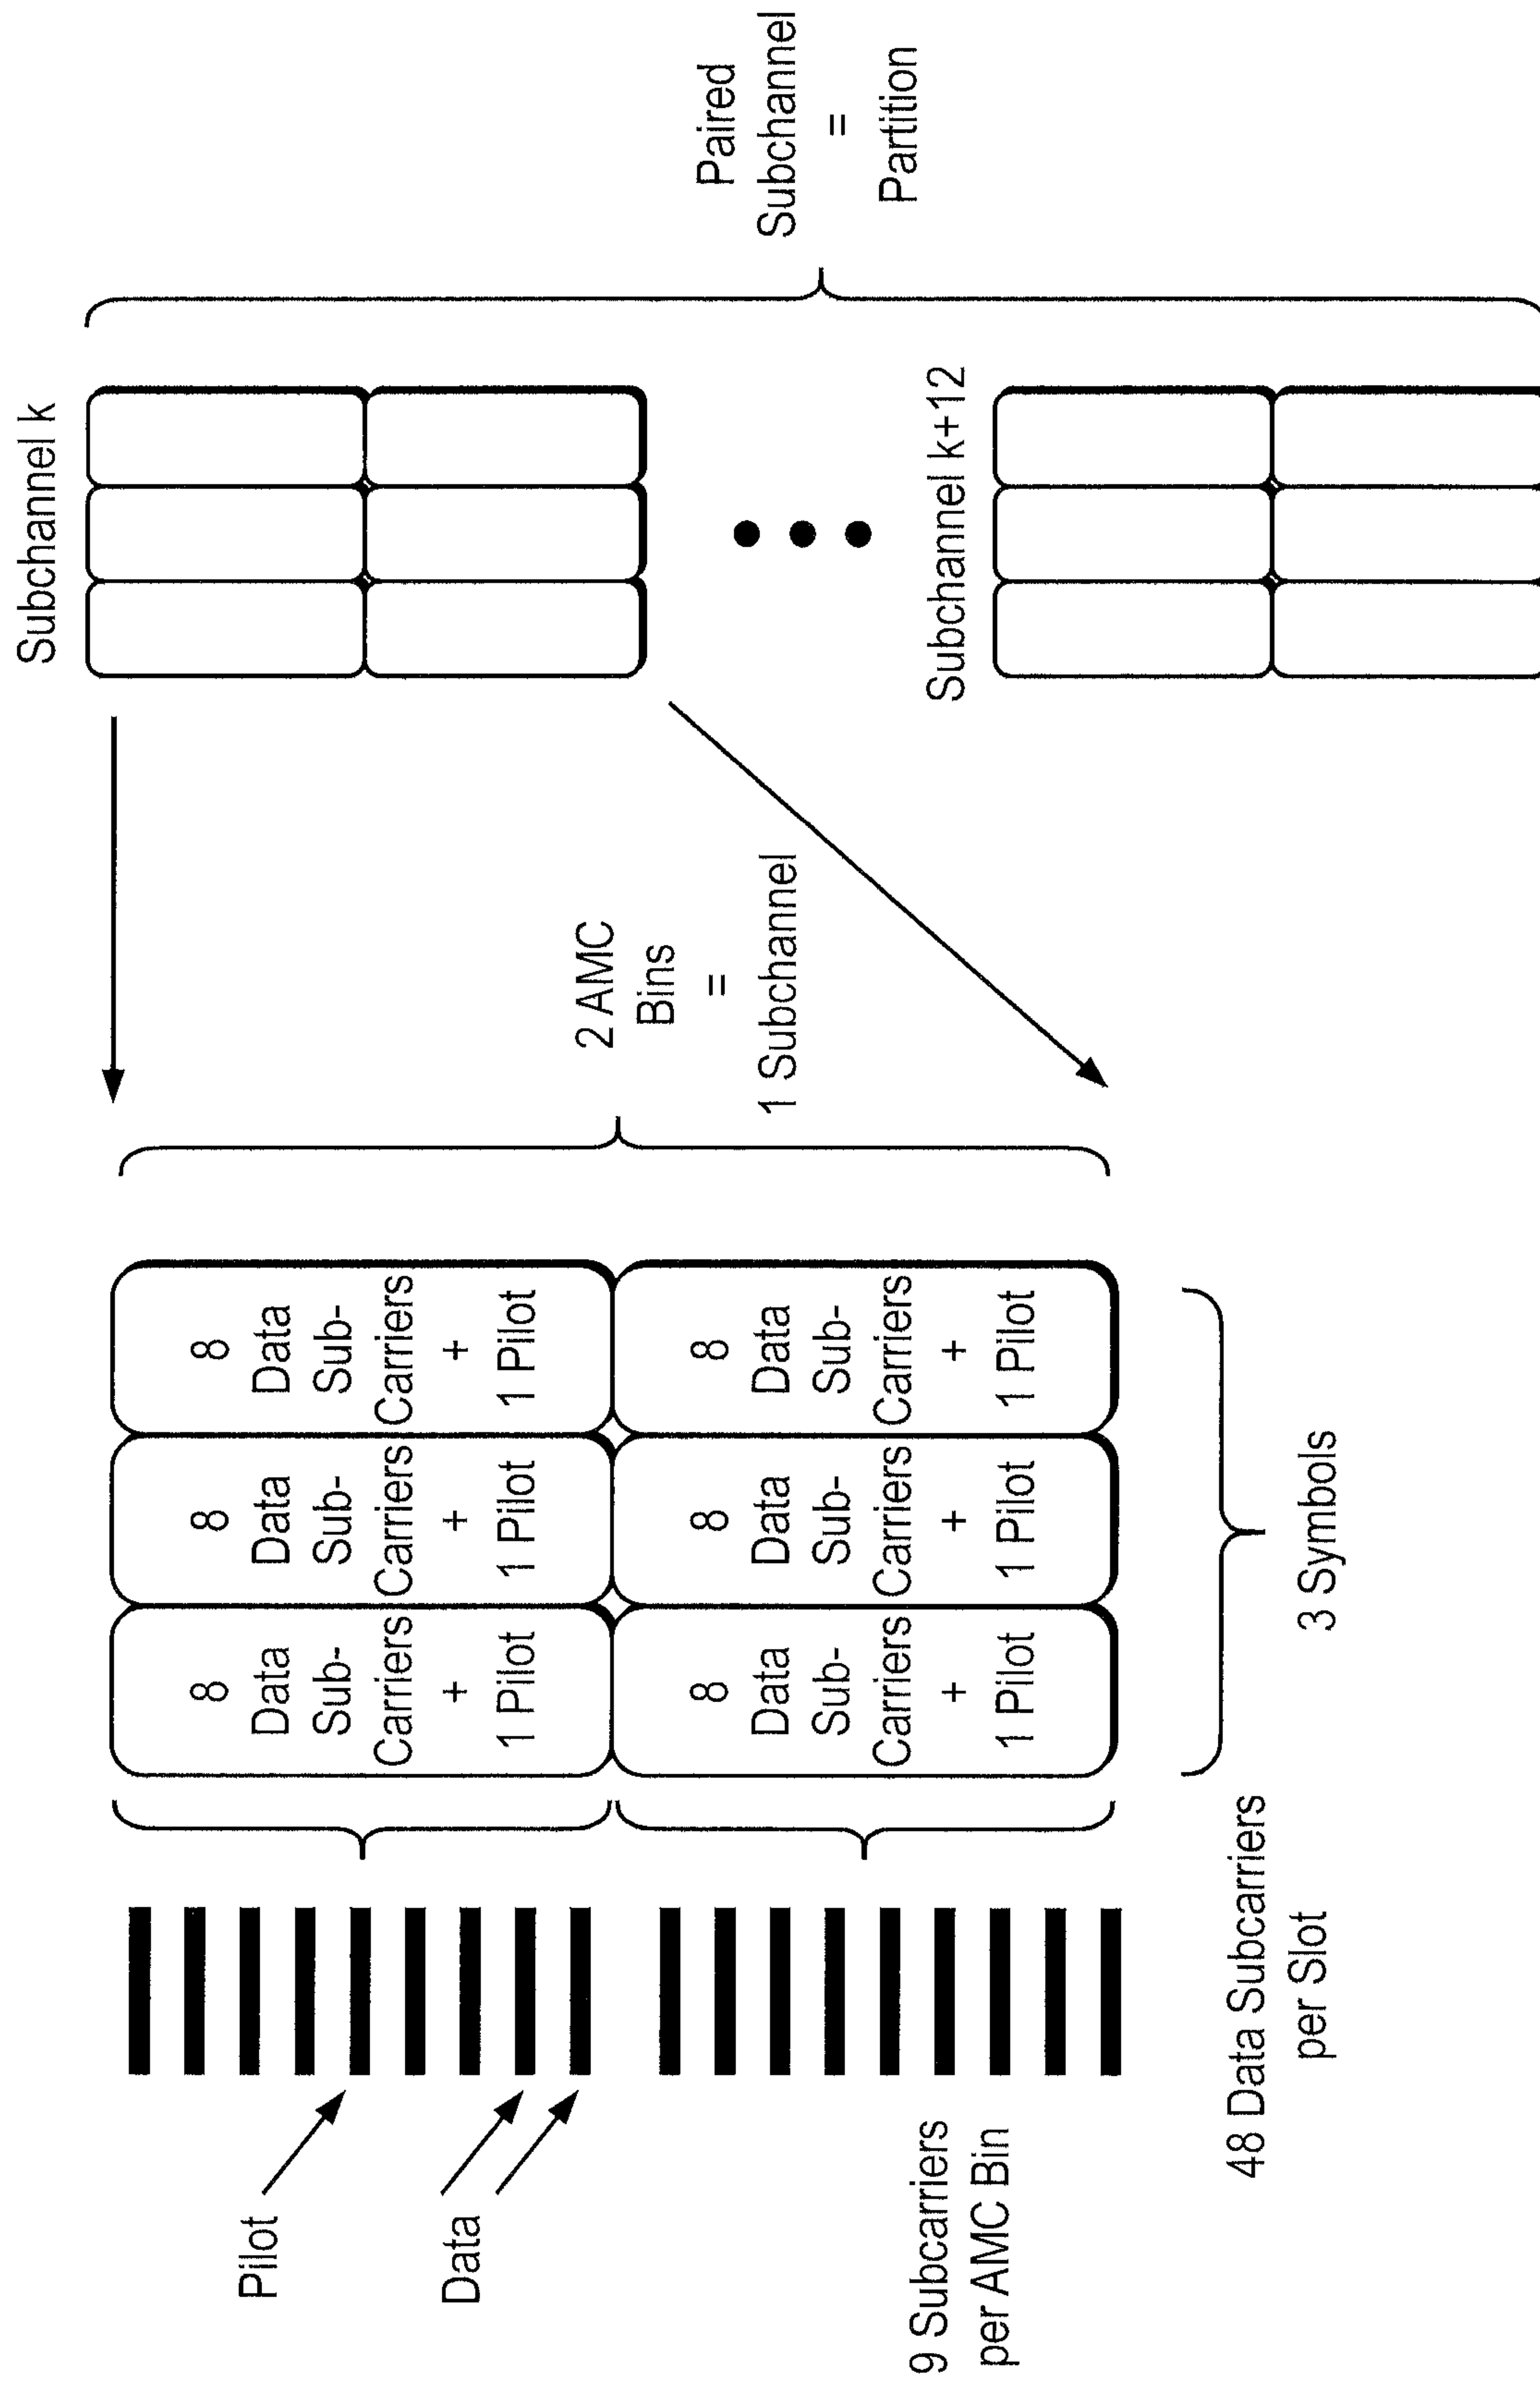 Pilot
Data
9 Subcarriers
per AMC Bin
48 Data Subcarriers
per Slot
8
Data
Sub-
Carriers
+
1 Pilot
8
Data
Sub-
Carriers
+
1 Pilot
8
Data
Sub-
Carriers
+
1 Pilot
8
Data
Sub-
Carriers
+
1 Pilot
8
Data
Sub-
Carriers
+
1 Pilot
8
Data
Sub-
Carriers
+
1 Pilot
3 Symbols
2 AMC
Bins
=
1 Subchannel
Subchannel k
Subchannel k+12
Paired
Subchannel
=
Partition